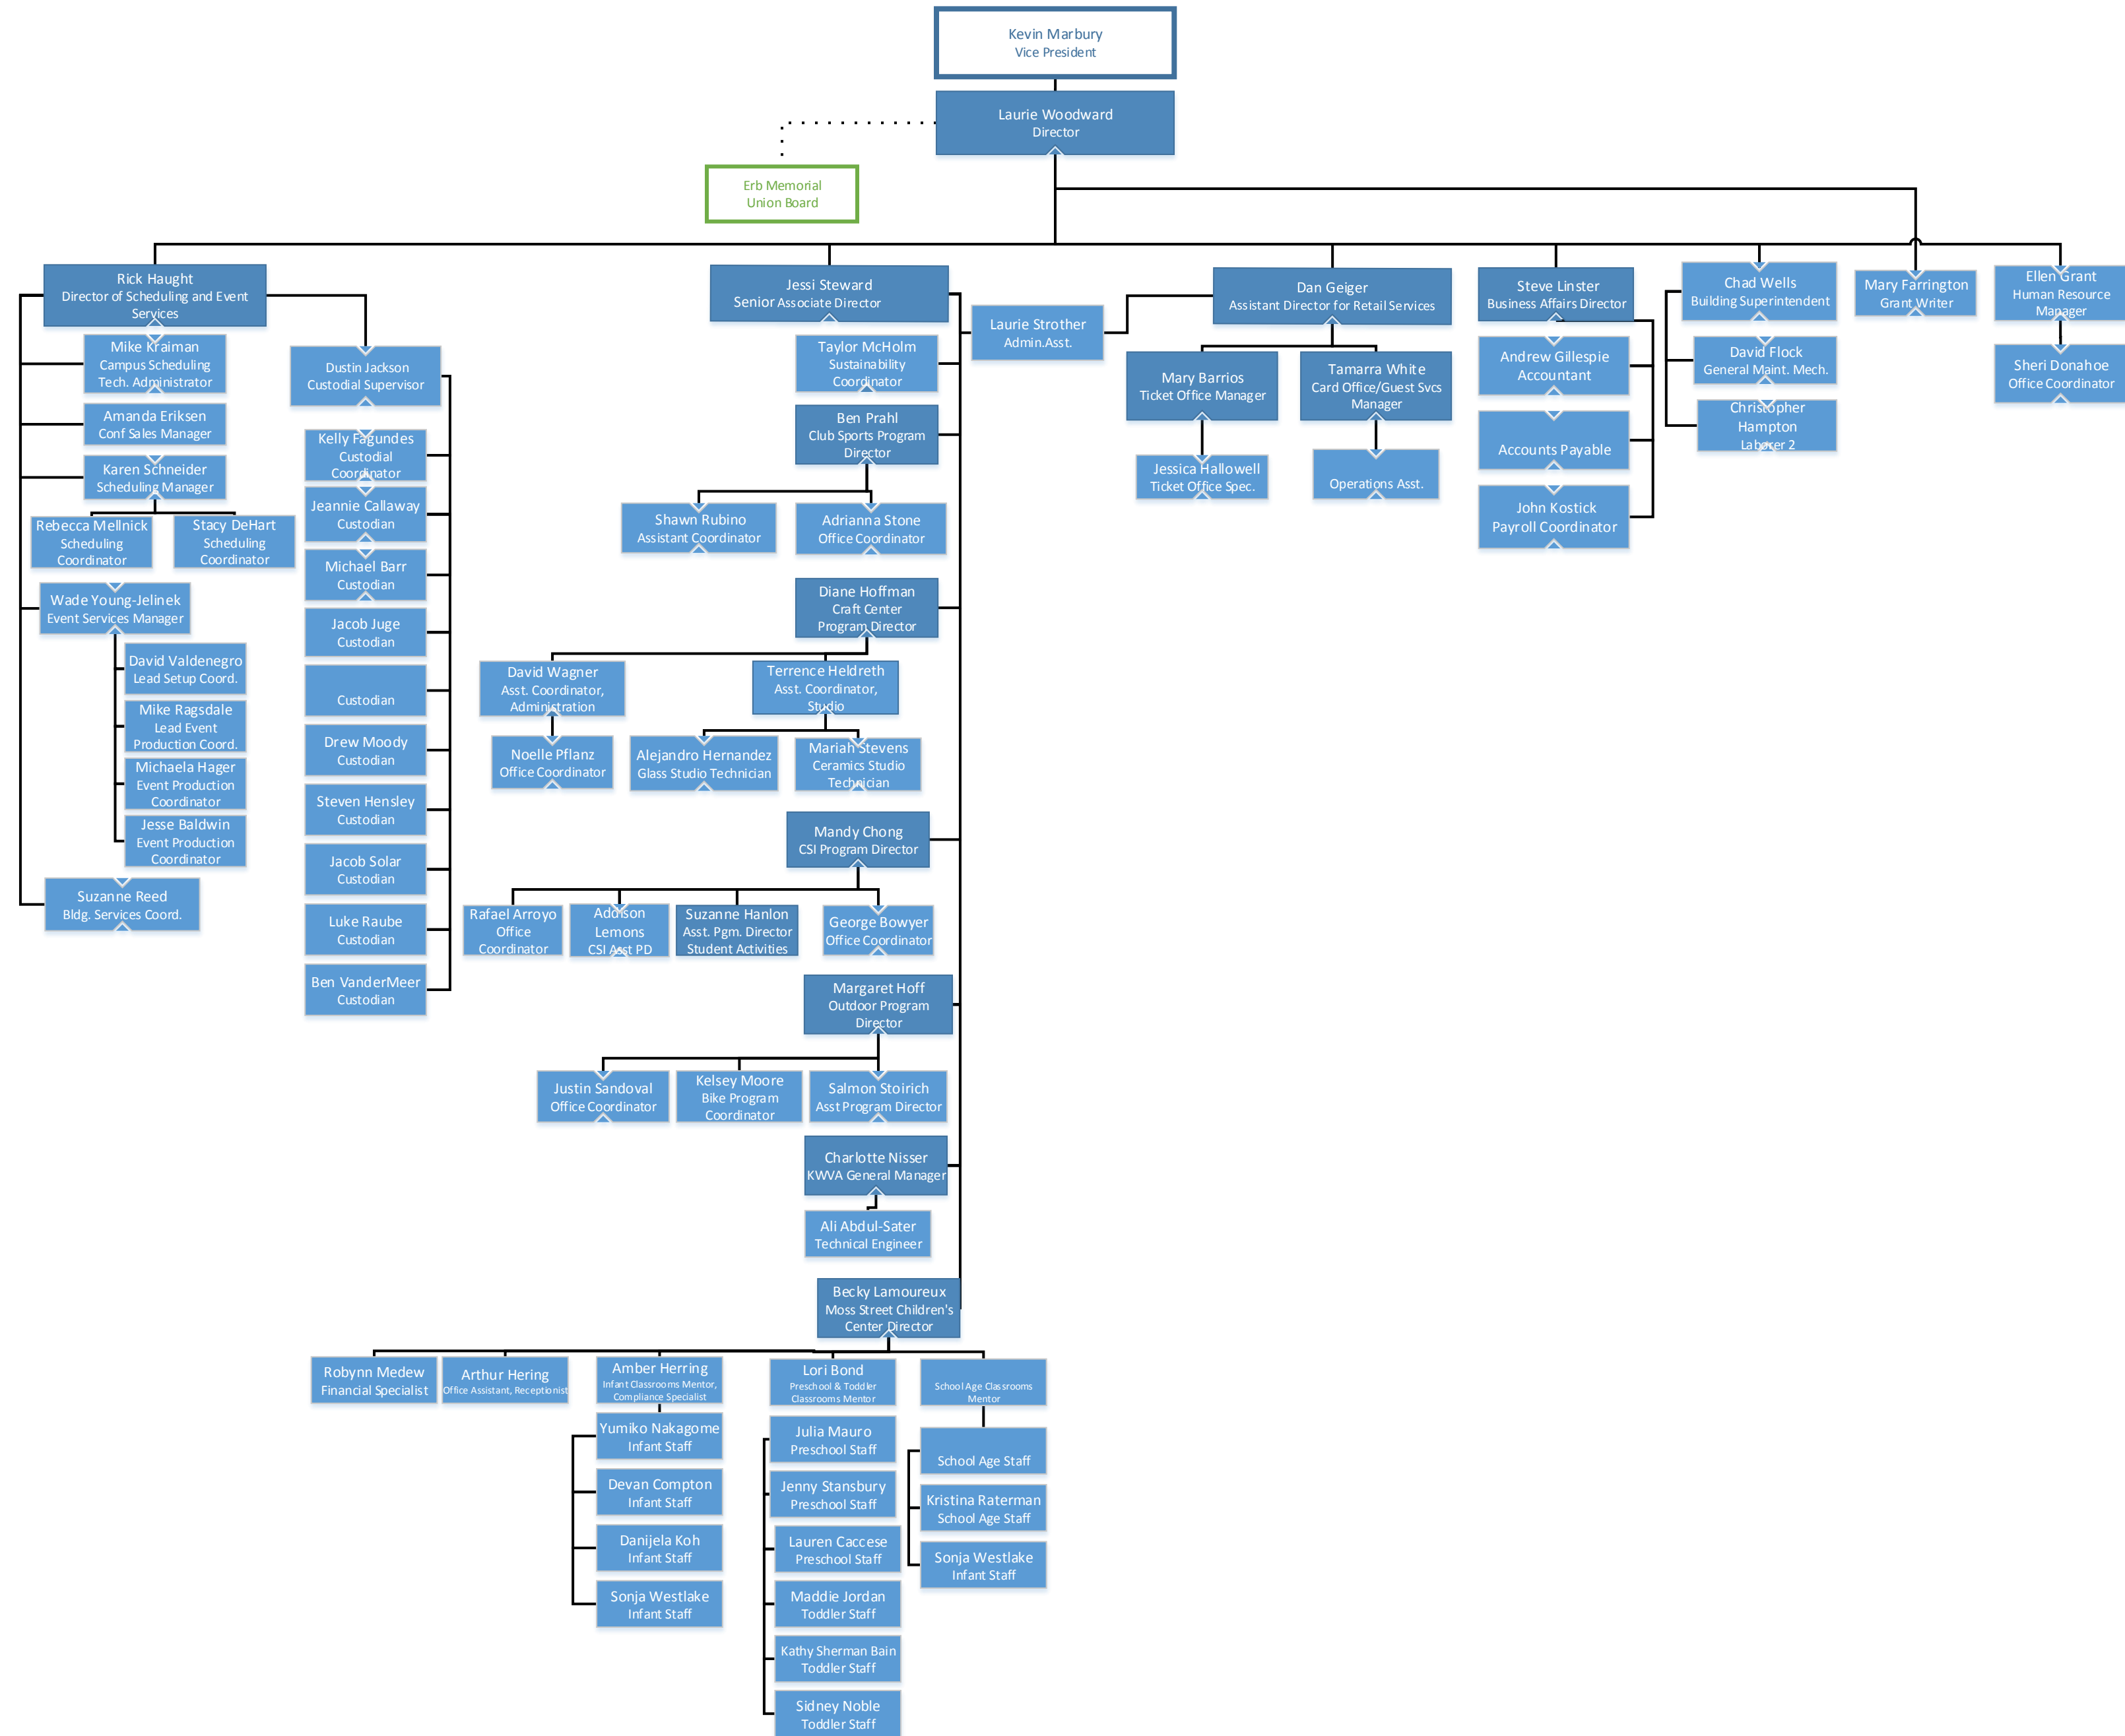 Kevin Marbury
Vice President
Laurie Woodward
Director
Erb Memorial
Union Board
Rick Haught
Director of Scheduling and Event
Services
Mike Kraiman
Campus Scheduling
Tech. Administrator
Amanda Eriksen
Conf Sales Manager
Karen Schneider
Scheduling Manager
Rebecca Mellnick
Scheduling
Coordinator
Stacy DeHart
Scheduling
Coordinator
Wade Young-Jelinek
Event Services Manager
David Valdenegro
Lead Setup Coord.
Mike Ragsdale
Lead Event
Production Coord.
Michaela Hager
Event Production
Coordinator
Jesse Baldwin
Event Production
Coordinator
Suzanne Reed
Bldg. Services Coord.
Dustin Jackson
Custodial Supervisor
Kelly Fagundes
Custodial
Coordinator
Jeannie Callaway
Custodian
Michael Barr
Custodian
Jacob Juge
Custodian
Custodian
Drew Moody
Custodian
Steven Hensley
Custodian
Jacob Solar
Custodian
Luke Raube
Custodian
Ben VanderMeer
Custodian
Jessi Steward
Senior Associate Director
Laurie Strother
Admin.Asst.
Taylor McHolm
Sustainability
Coordinator
Ben Prahl
Club Sports Program
Director
Shawn Rubino
Assistant Coordinator
Adrianna Stone
Office Coordinator
Diane Hoffman
Craft Center
Program Director
David Wagner
Asst. Coordinator,
Administration
Terrence Heldreth
Asst. Coordinator,
Studio
Noelle Pflanz
Office Coordinator
Alejandro Hernandez
Glass Studio Technician
Mariah Stevens
Ceramics Studio
Technician
Mandy Chong
CSI Program Director
Rafael Arroyo
Office
Coordinator
Addison
Lemons
CSI Asst PD
Suzanne Hanlon
Asst. Pgm. Director
Student Activities
George Bowyer
Office Coordinator
Margaret Hoff
Outdoor Program
Director
Justin Sandoval
Office Coordinator
Kelsey Moore
Bike Program
Coordinator
Salmon Stoirich
Asst Program Director
Charlotte Nisser
KWVA General Manager
Ali Abdul-Sater
Technical Engineer
Becky Lamoureux
Moss Street Children's
Center Director
Robynn Medew
Financial Specialist
Arthur Hering
Office Assistant, Receptionist
Amber Herring
Infant Classrooms Mentor,
Compliance Specialist
Yumiko Nakagome
Infant Staff
Devan Compton
Infant Staff
Danijela Koh
Infant Staff
Sonja Westlake
Infant Staff
Lori Bond
Preschool & Toddler
Classrooms Mentor
Julia Mauro
Preschool Staff
Jenny Stansbury
Preschool Staff
Lauren Caccese
Preschool Staff
Maddie Jordan
Toddler Staff
Kathy Sherman Bain
Toddler Staff
Sidney Noble
Toddler Staff
School Age Classrooms
Mentor
School Age Staff
Kristina Raterman
School Age Staff
Sonja Westlake
Infant Staff
Dan Geiger
Assistant Director for Retail Services
Mary Barrios
Ticket Office Manager
Tamarra White
Card Office/Guest Svcs
Manager
Jessica Hallowell
Ticket Office Spec.
Operations Asst.
Steve Linster
Business Affairs Director
Andrew Gillespie
Accountant
Accounts Payable
John Kostick
Payroll Coordinator
Chad Wells
Building Superintendent
David Flock
General Maint. Mech.
Christopher
Hampton
Laborer 2
Mary Farrington
Grant Writer
Ellen Grant
Human Resource
Manager
Sheri Donahoe
Office Coordinator